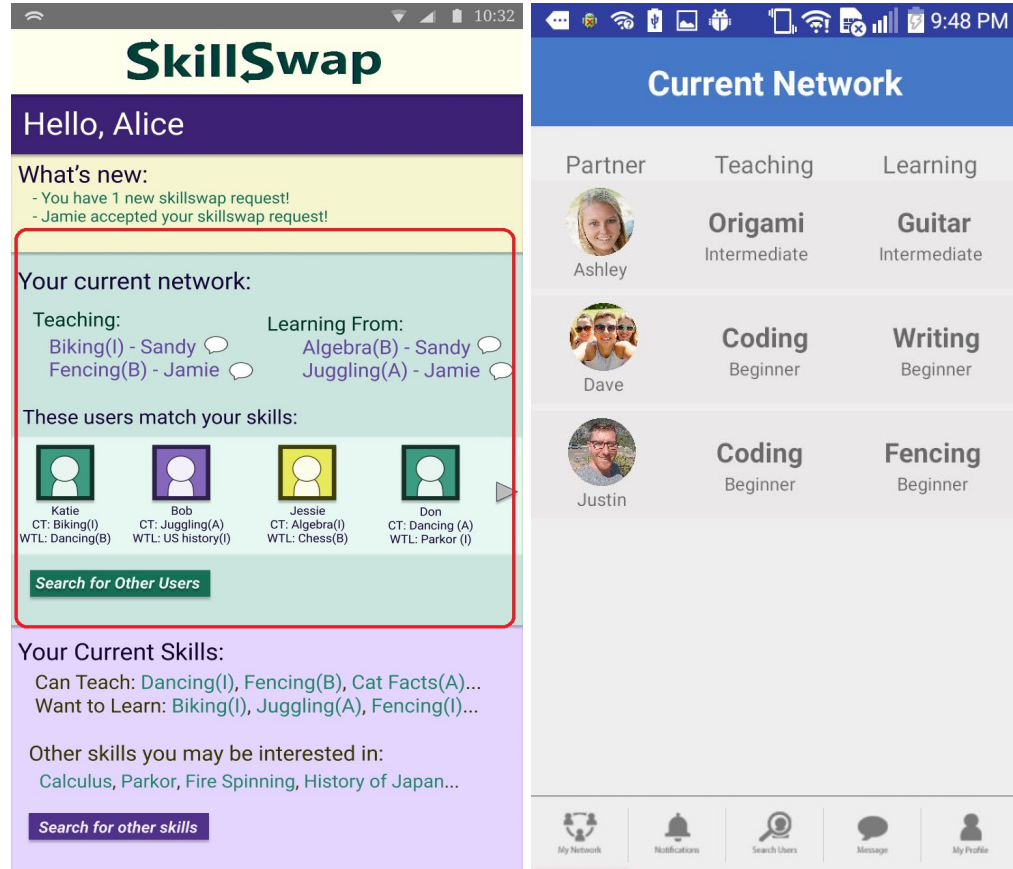 10:32
SkillSwap
Hello, Alice
What's new:
- You have 1 new skillswap request!
- Jamie accepted your skillswap request!
Your current network:
Teaching:
Biking(I) - Sandy
Fencing(B) - Jamie
Learning From:
Algebra(B) - Sandy
Juggling(A) - Jamie
These users match your skills:
Katie
CT: Biking(I)
WTL: Dancing(B)
Bob
CT: Juggling(A)
WTL: US history(I)
Jessie
CT: Algebra(I)
WTL: Chess(B)
Don
CT: Dancing (A)
WTL: Parkor (I)
Search for Other Users
Your Current Skills:
Can Teach: Dancing(I), Fencing(B), Cat Facts(A)...
Want to Learn: Biking(I), Juggling(A), Fencing(I)...
Other skills you may be interested in:
Calculus, Parkor, Fire Spinning, History of Japan...
Search for other skills
9:48 PM
Current Network
Partner Teaching Learning
Ashley
Origami
Intermediate
Guitar
Intermediate
Dave
Coding
Beginner
Writing
Beginner
Justin
Coding
Beginner
Fencing
Beginner
My Network
Notifications
Search Users
Message
My Profile